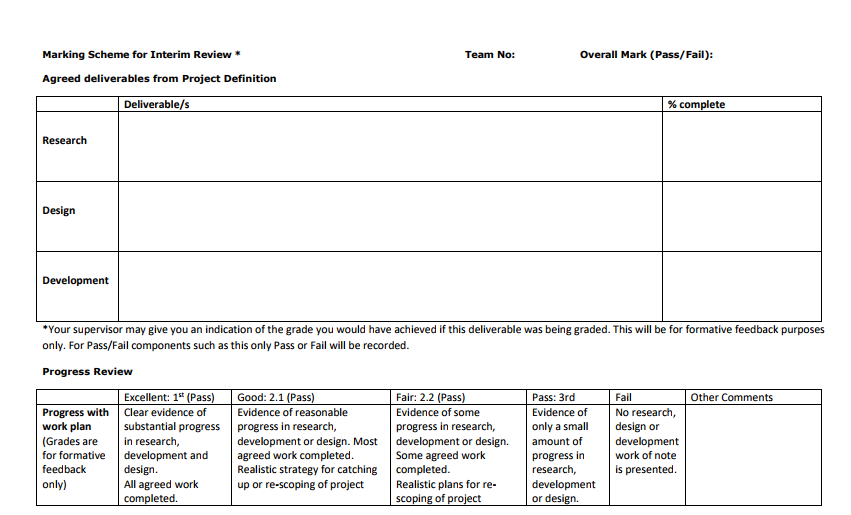 Marking Scheme for Interim Review * Team No: Overall Mark (Pass/Fail):
Agreed deliverables from Project Definition
Deliverable/s % complete
Research
Design
Development
*Your supervisor may give you an indication of the grade you would have achieved if this deliverable was being graded. This will be for formative feedback purposes
only. For Pass/Fail components such as this only Pass or Fail will be recorded.
Progress Review
Excellent: 1st (Pass) Good: 2.1 (Pass) Fair: 2.2 (Pass) Pass: 3rd Fail Other Comments
Progress with
work plan
(Grades are
for formative
feedback
only)
Clear evidence of
substantial progress
in research,
development and
design.
All agreed work
completed.
Evidence of reasonable
progress in research,
development or design. Most
agreed work completed.
Realistic strategy for catching
up or re-scoping of project
Evidence of some
progress in research,
development or design.
Some agreed work
completed.
Realistic plans for re-
scoping of project
Evidence of
only a small
amount of
progress in
research,
development
or design.
No research,
design or
development
work of note
is presented.